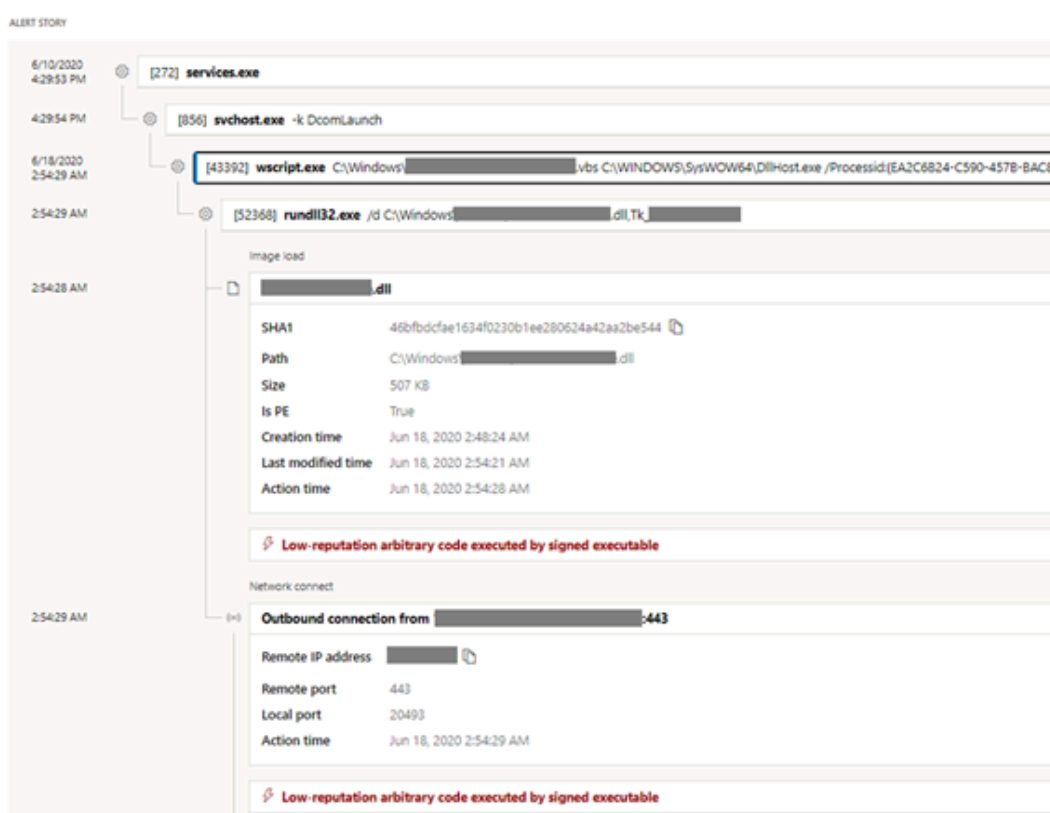 ALERT STORY
6/10/2020
4:29:53 PM
[272] services.exe
4:29:54 PM
[856] svchost.exe -k DcomLaunch
6/18/2020
2:54:29 AM
[43392] wscript.exe C:\Windows\ .vbs C:\WINDOWS\SysWOW64\DllHost.exe /Processid:{EA2C6B24-C590-457B-BAC8
2:54:29 AM
[52368] rundll32.exe /d C:\Windows\ .dll,Tk_
Image load
2:54:28 AM
.dll
SHA1 46bfbdcfae1634f0230b1ee280624a42aa2be544
Path C:\Windows\ .dll
Size 507 KB
Is PE True
Creation time Jun 18, 2020 2:48:24 AM
Last modified time Jun 18, 2020 2:54:21 AM
Action time Jun 18, 2020 2:54:28 AM
Low-reputation arbitrary code executed by signed executable
Network connect
2:54:29 AM
Outbound connection from :443
Remote IP address
Remote port 443
Local port 20493
Action time Jun 18, 2020 2:54:29 AM
Low-reputation arbitrary code executed by signed executable